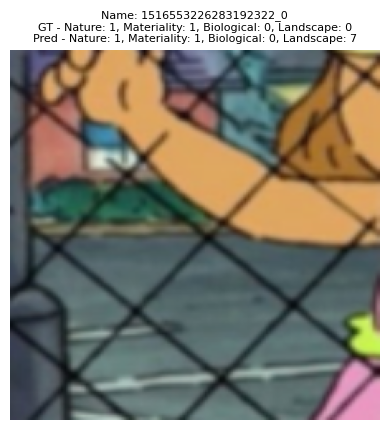 Name: 1516553226283192322_0
GT - Nature: 1, Materiality: 1, Biological: 0, Landscape: 0
Pred - Nature: 1, Materiality: 1, Biological: 0, Landscape: 7